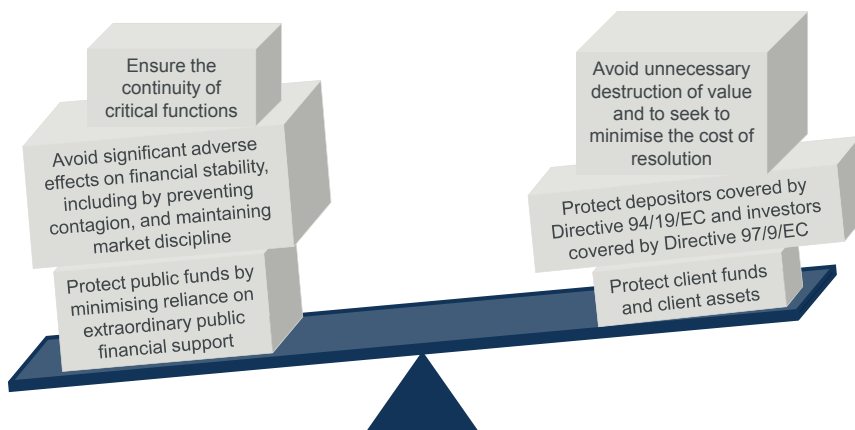 Ensure the
continuity of
critical functions
Avoid significant adverse
effects on financial stability,
including by preventing
contagion, and maintaining
market discipline
Protect public funds by
minimising reliance on
extraordinary public
financial support
Avoid unnecessary
destruction of value
and to seek to
minimise the cost of
resolution
Protect depositors covered by
Directive 94/19/EC and investors
covered by Directive 97/9/EC
Protect client funds
and client assets